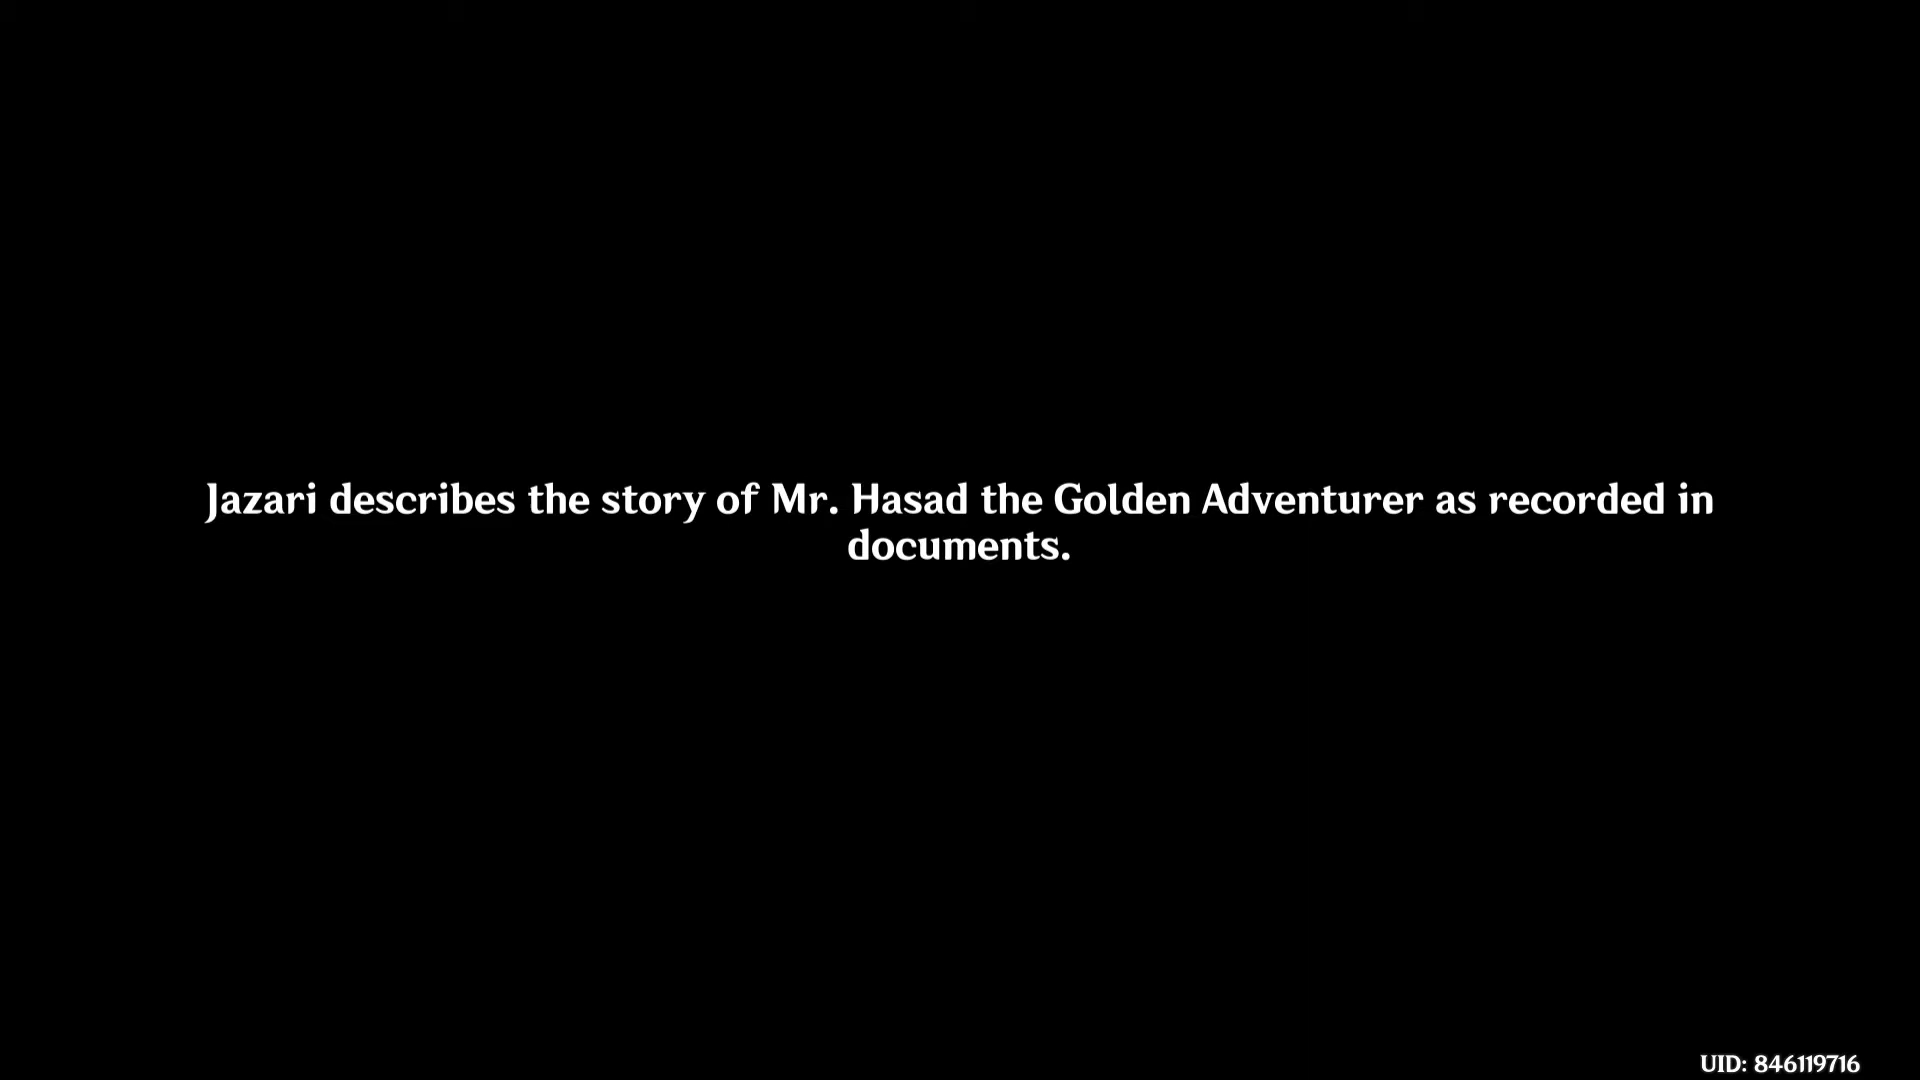 Jazari describes the story of Mr. Hasad the Golden Adventurer as recorded in
documents.
UID: 846119716